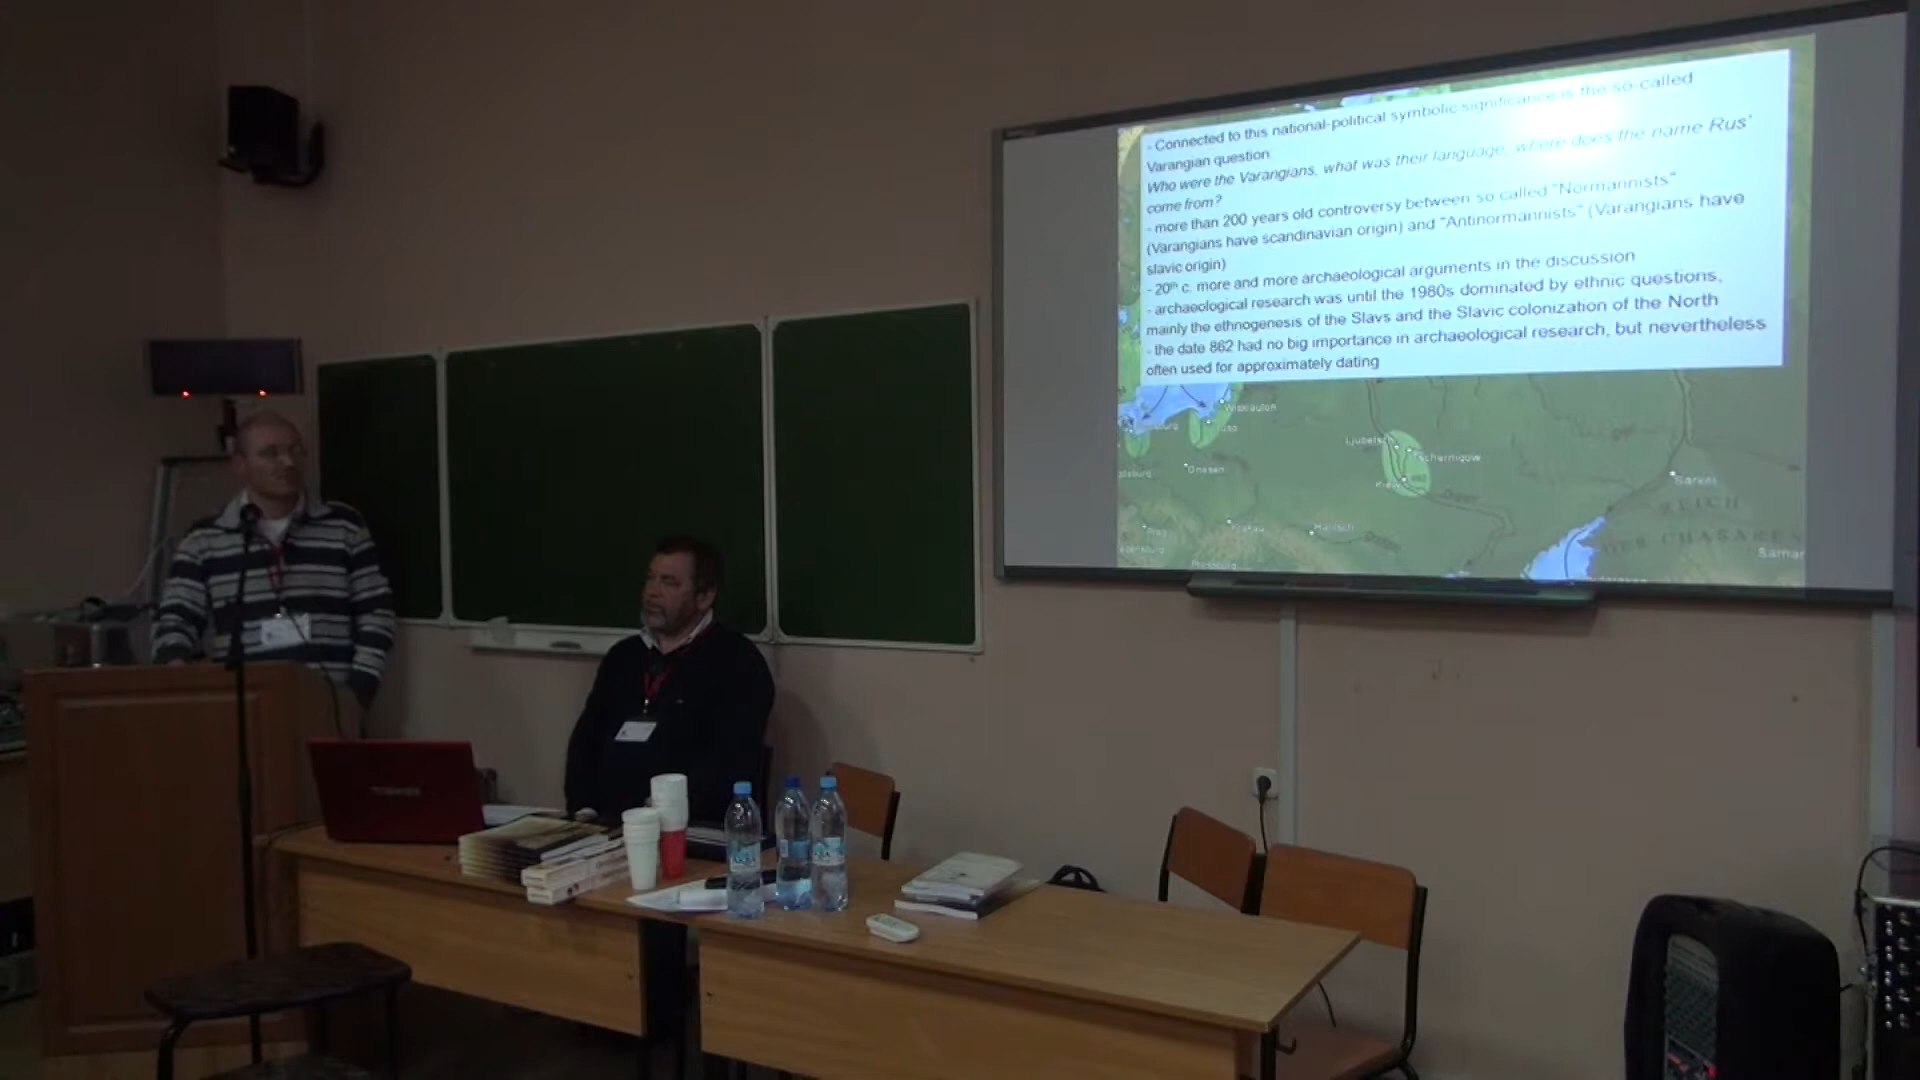 - Connected to this national-political symbolic significance is the so called
Varangian question:
Who were the Varangians, what was their language, where does the name Rus'
come from?
- more than 200 years old controversy between so called "Normannists"
(Varangians have scandinavian origin) and "Antinormannists" (Varangians have
slavic origin)
- 20th c. more and more archaeological arguments in the discussion
- archaeological research was until the 1980s dominated by ethnic questions,
mainly the ethnogenesis of the Slavs and the Slavic colonization of the North
- the date 862 had no big importance in archaeological research, but nevertheless
often used for approximately dating
Wiskiauten
Ljubetsch
Tschernigow
Gnesen
Kiew
Sarkel
REICH
Prag
Krakau
Halitsch
DER CHASAREN
Samar
TOSHIBA